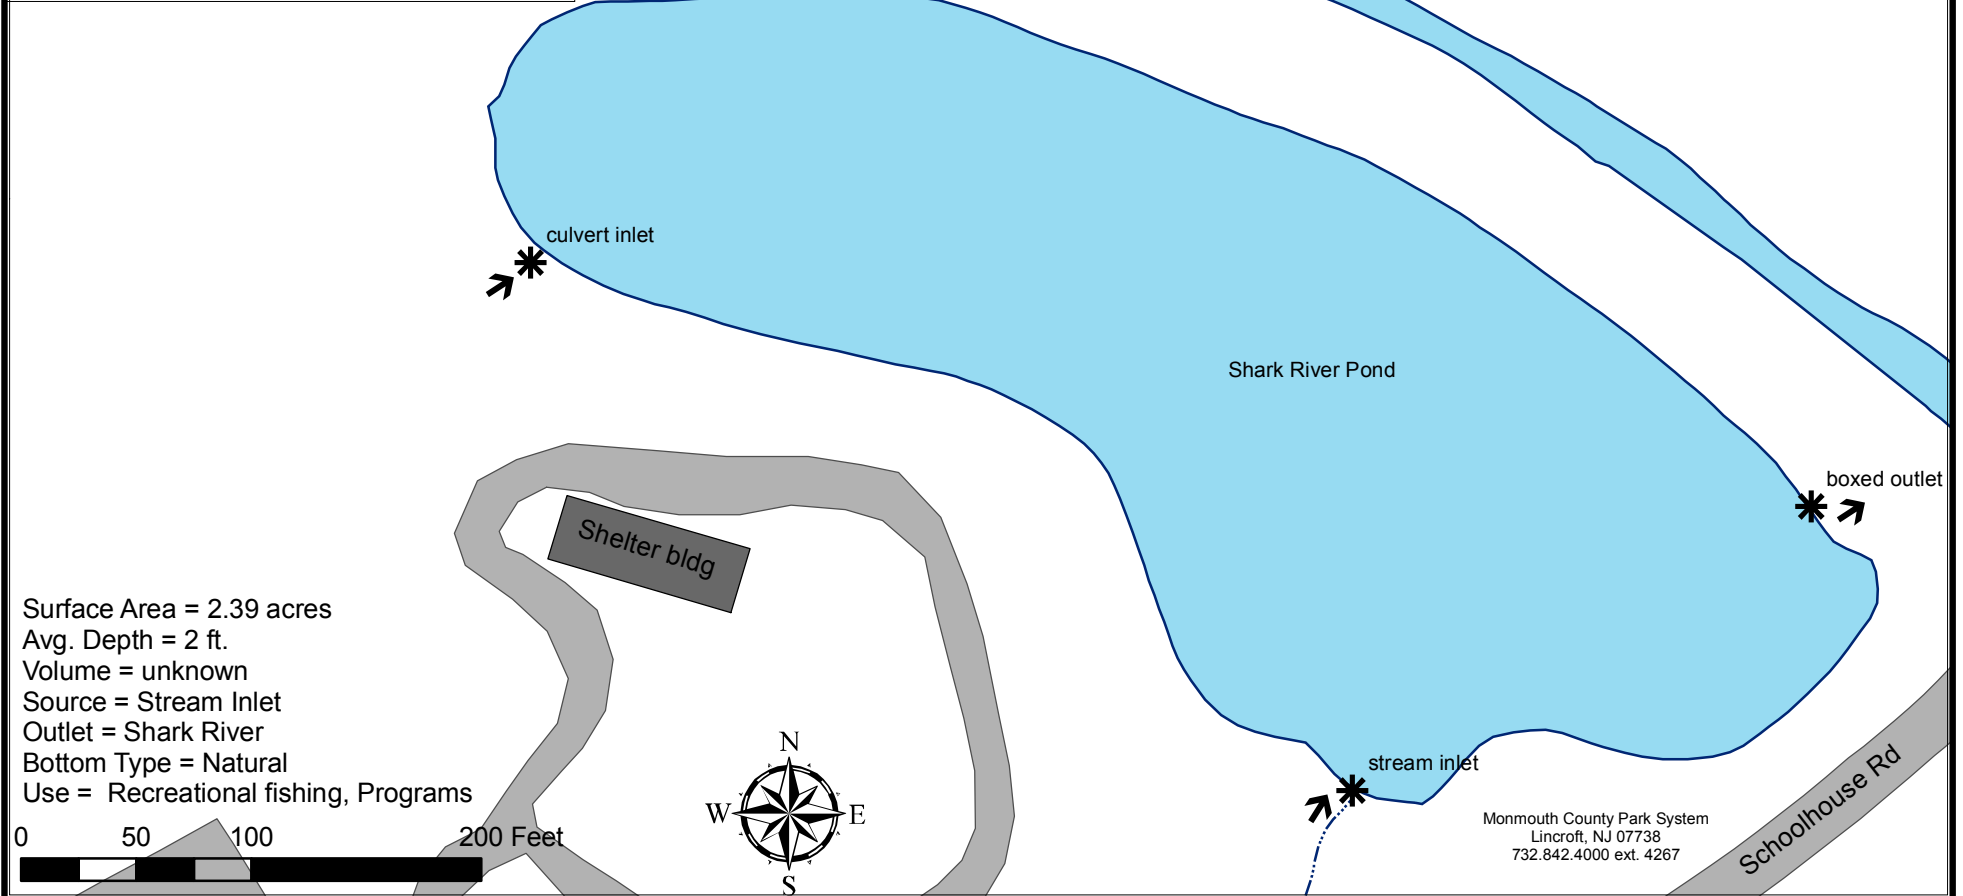 culvert inlet
Shark River Pond
boxed outlet
Shelter bldg
Surface Area = 2.39 acres
Avg. Depth = 2 ft.
Volume = unknown
Source = Stream Inlet
Outlet = Shark River
Bottom Type = Natural
Use =  Recreational fishing, Programs
0 50 100 200 Feet
N
W E
S
stream inlet
Monmouth County Park System
Lincroft, NJ 07738
732.842.4000 ext. 4267
Schoolhouse Rd